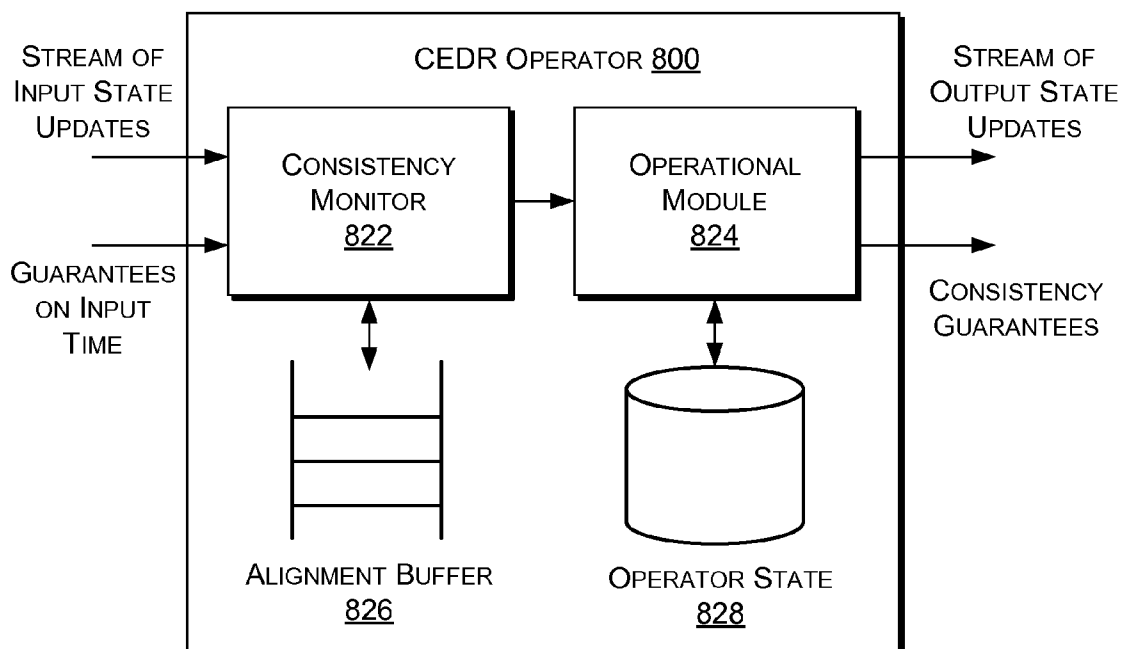 STREAM OF
INPUT STATE
UPDATES
GUARANTEES
ON INPUT
TIME
CEDR OPERATOR 800
CONSISTENCY
MONITOR
822
OPERATIONAL
MODULE
824
ALIGNMENT BUFFER
826
OPERATOR STATE
828
STREAM OF
OUTPUT STATE
UPDATES
CONSISTENCY
GUARANTEES